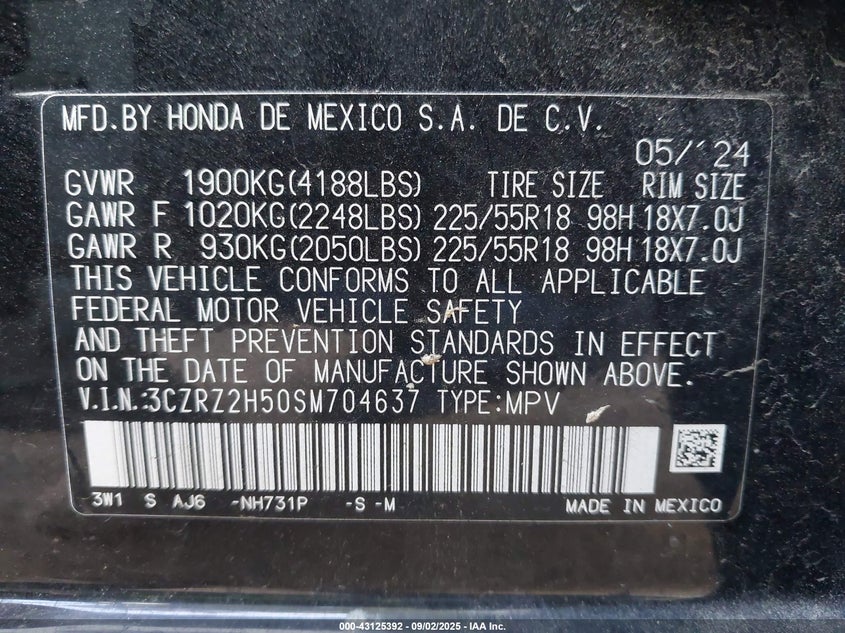 MFD.BY HONDA DE MEXICO S.A. DE C.V.
05/'24
GVWR 1900KG(4188LBS) TIRE SIZE RIM SIZE
GAWR F 1020KG(2248LBS) 225/55R18 98H 18X7.0J
GAWR R 930KG(2050LBS) 225/55R18 98H 18X7.0J
THIS VEHICLE CONFORMS TO ALL APPLICABLE
FEDERAL MOTOR VEHICLE SAFETY
AND THEFT PREVENTION STANDARDS IN EFFECT
ON THE DATE OF MANUFACTURE SHOWN ABOVE.
V.I.N.:3CZRZ2H50SM704637 TYPE:MPV
3W1 S AJ6 -NH731P -S -M MADE IN MEXICO
000-43125392 - 09/02/2025 - IAA Inc.